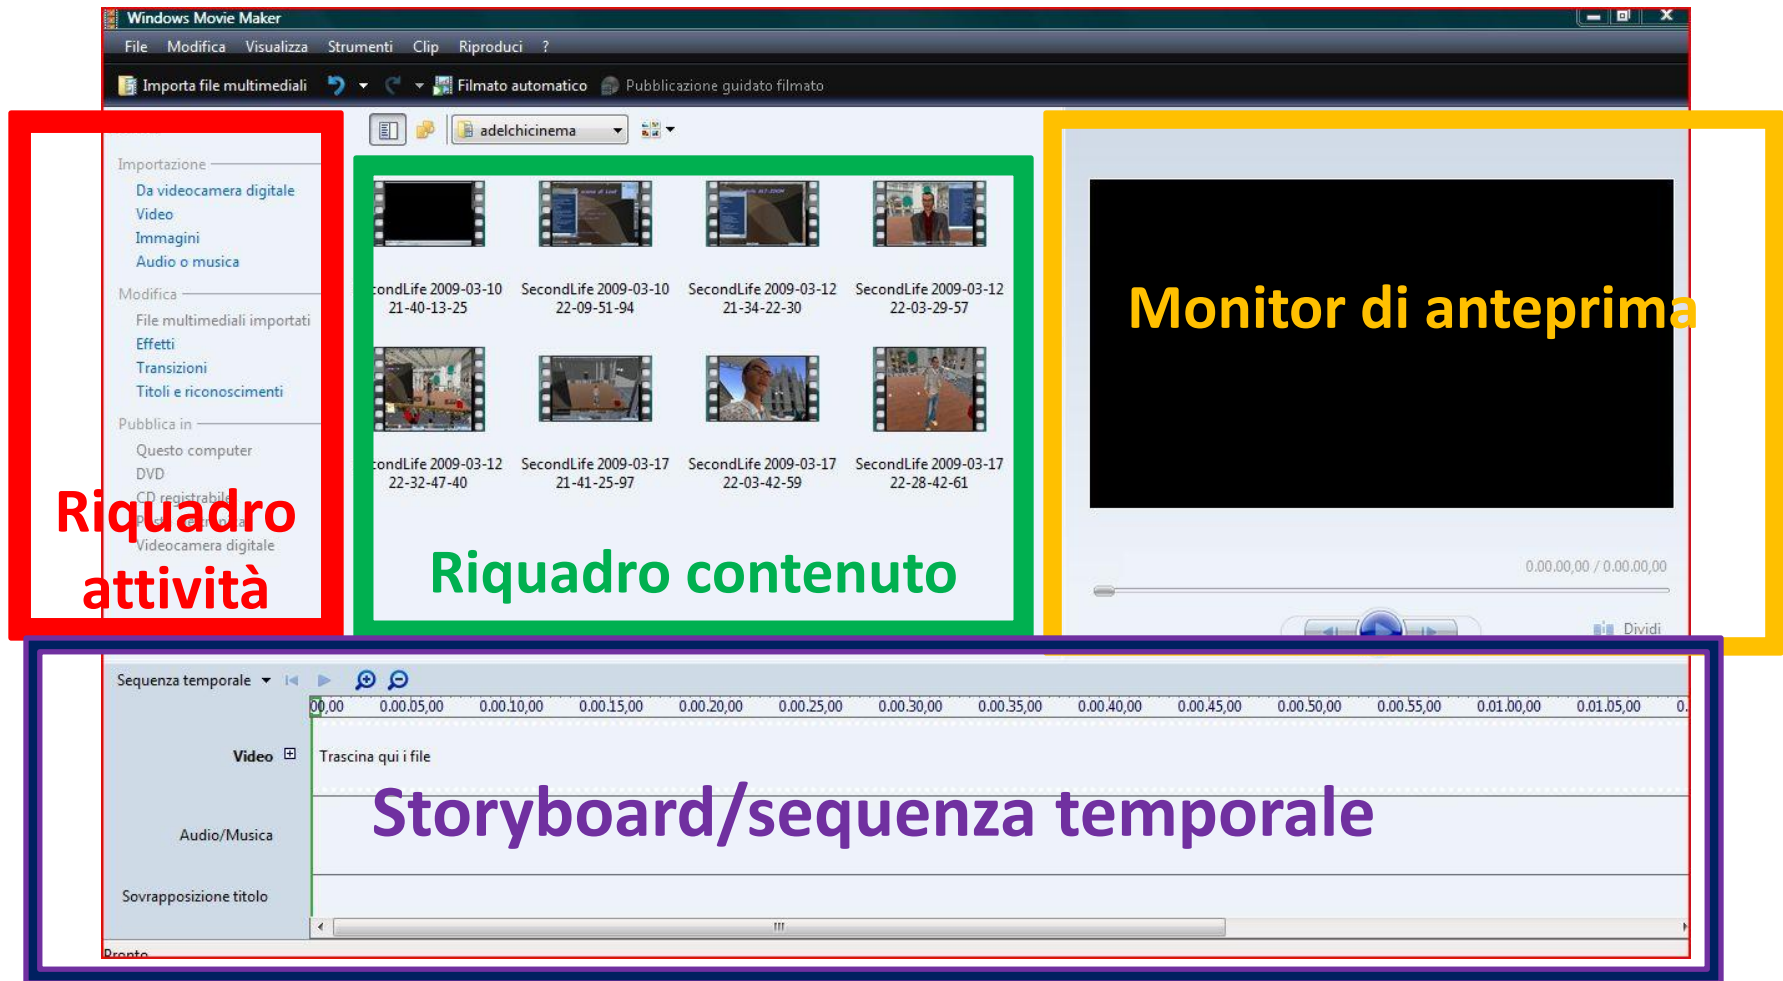 Windows Movie Maker
File Modifica Visualizza Strumenti Clip Riproduci ?
Importa file multimediali Filmato automatico Pubblicazione guidato filmato
adelchicinema
Importazione
Da videocamera digitale
Video
Immagini
Audio o musica
Modifica
File multimediali importati
Effetti
Transizioni
Titoli e riconoscimenti
Pubblica in
Questo computer
DVD
CD registrabile
Videocamera digitale
Riquadro
attività
condLife 2009-03-10
21-40-13-25
SecondLife 2009-03-10
22-09-51-94
SecondLife 2009-03-12
21-34-22-30
SecondLife 2009-03-12
22-03-29-57
condLife 2009-03-12
22-32-47-40
SecondLife 2009-03-17
21-41-25-97
SecondLife 2009-03-17
22-03-42-59
SecondLife 2009-03-17
22-28-42-61
Riquadro contenuto
Monitor di anteprima
0.00.00,00 / 0.00.00,00
Dividi
Sequenza temporale
00,00 0.00.05,00 0.00.10,00 0.00.15,00 0.00.20,00 0.00.25,00 0.00.30,00 0.00.35,00 0.00.40,00 0.00.45,00 0.00.50,00 0.00.55,00 0.01.00,00 0.01.05,00 0.
Video Trascina qui i file
Storyboard/sequenza temporale
Audio/Musica
Sovrapposizione titolo
Pronto